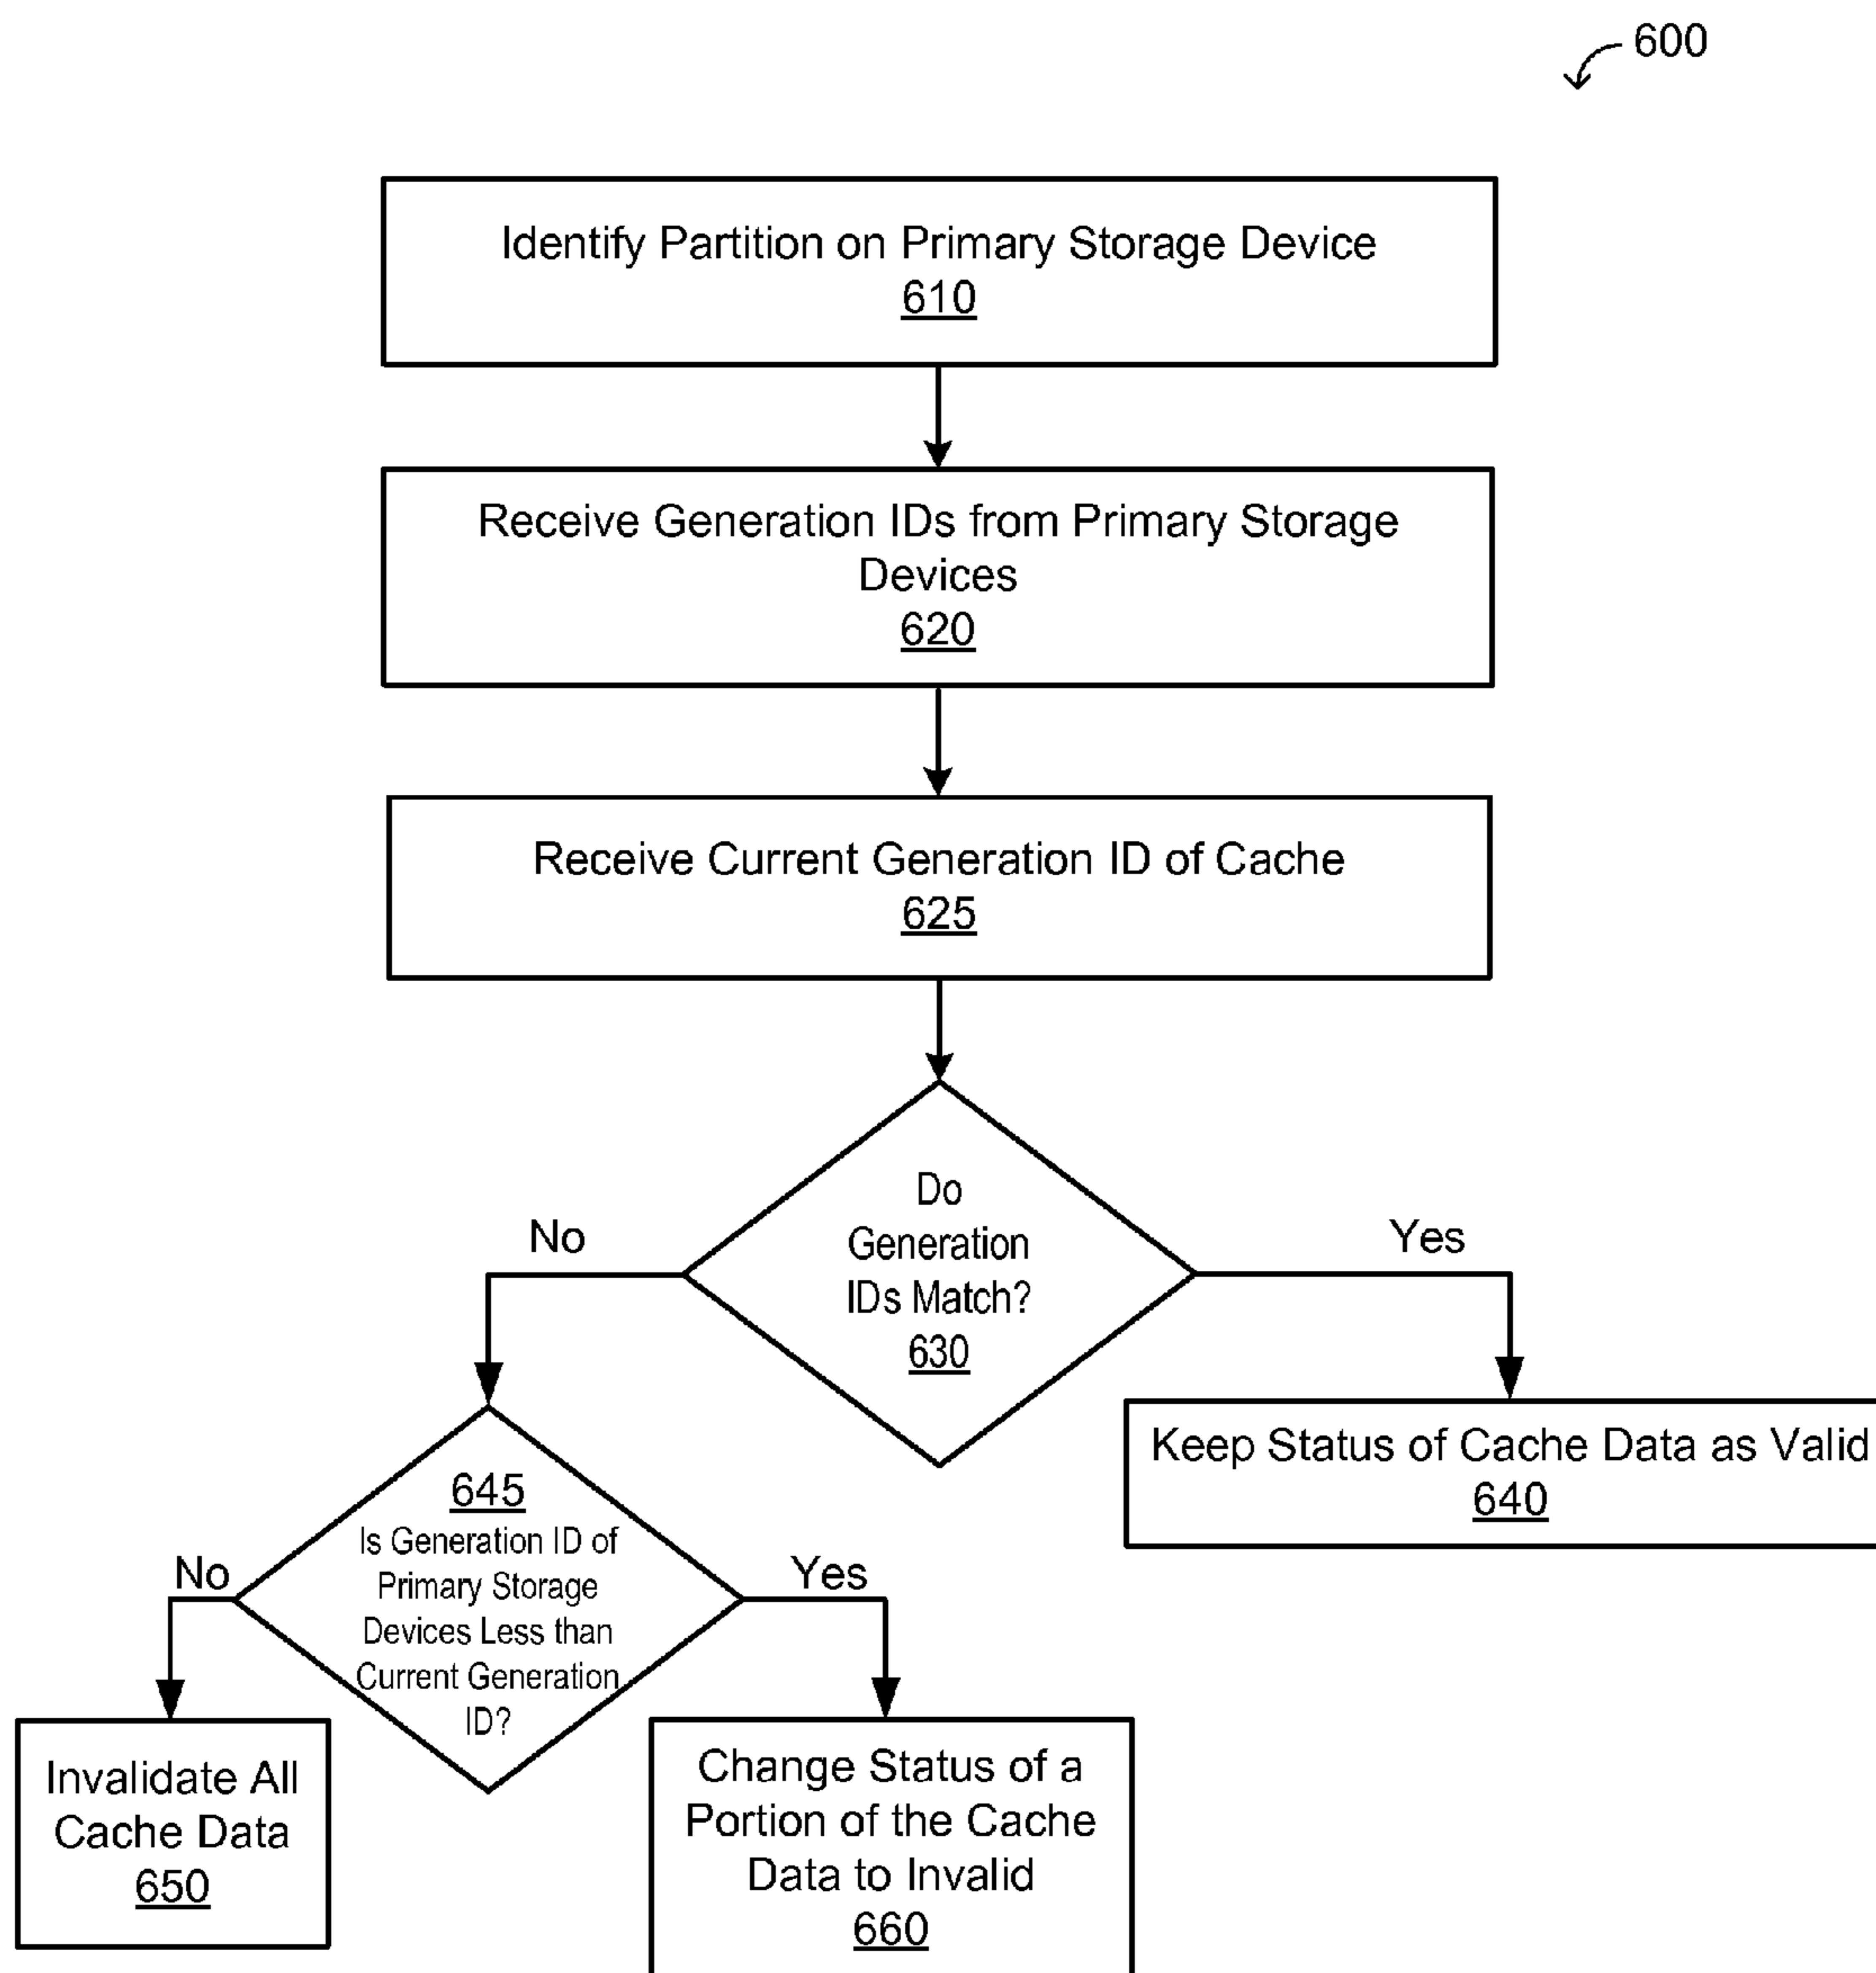 600
Identify Partition on Primary Storage Device
610
Receive Generation IDs from Primary Storage
Devices
620
Receive Current Generation ID of Cache
625
Do
Generation
IDs Match?
630
No
Yes
Keep Status of Cache Data as Valid
640
645
Is Generation ID of
Primary Storage
Devices Less than
Current Generation
ID?
No
Yes
Invalidate All
Cache Data
650
Change Status of a
Portion of the Cache
Data to Invalid
660